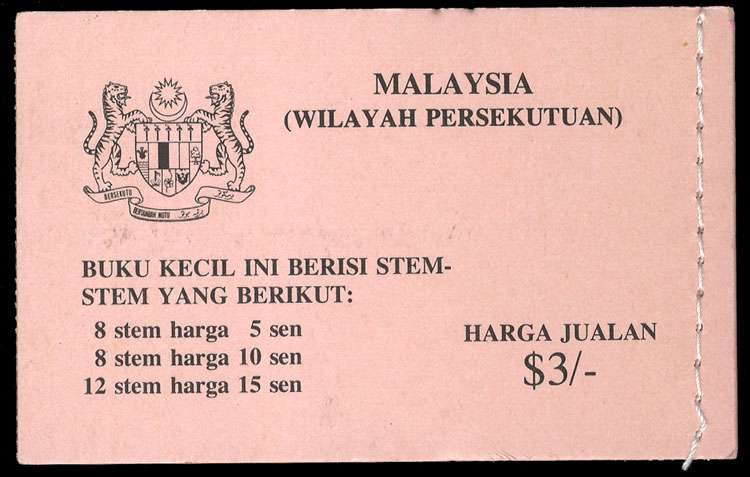 MALAYSIA
(WILAYAH PERSEKUTUAN)
BERSEKUTU
BERTAMBAH MUTU
BUKU KECIL INI BERISI STEM-
STEM YANG BERIKUT:
8 stem harga 5 sen
8 stem harga 10 sen
12 stem harga 15 sen
HARGA JUALAN
$3/-